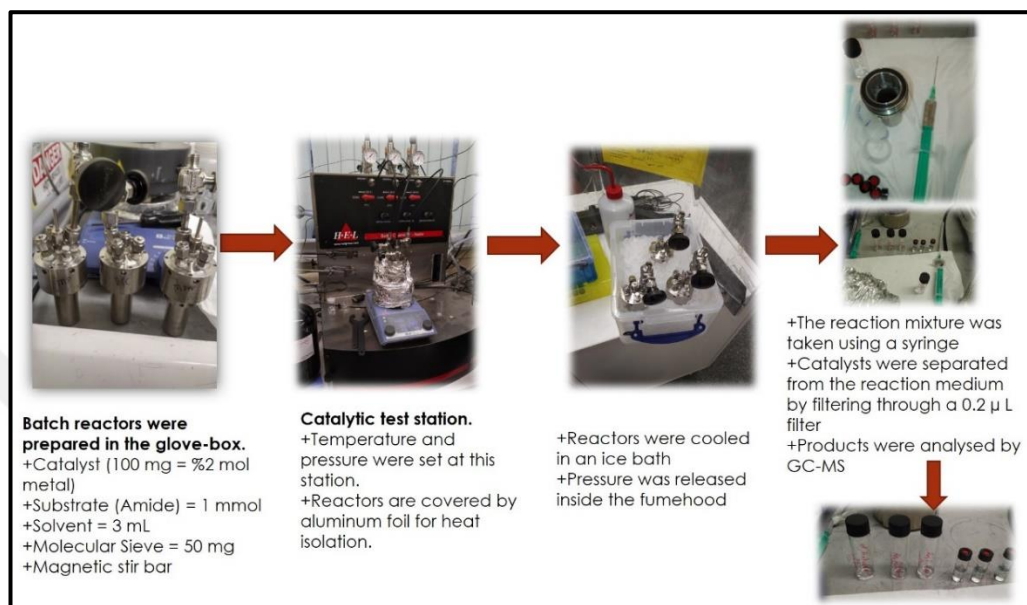 Batch reactors were
prepared in the glove-box.
+Catalyst (100 mg = %2 mol
metal)
+Substrate (Amide) = 1 mmol
+Solvent = 3 mL
+Molecular Sieve = 50 mg
+Magnetic stir bar
H·E·L
Catalytic test station.
+Temperature and
pressure were set at this
station.
+Reactors are covered by
aluminum foil for heat
isolation.
+Reactors were cooled
in an ice bath
+Pressure was released
inside the fumehood
+The reaction mixture was
taken using a syringe
+Catalysts were separated
from the reaction medium
by filtering through a 0.2 µ L
filter
+Products were analysed by
GC-MS